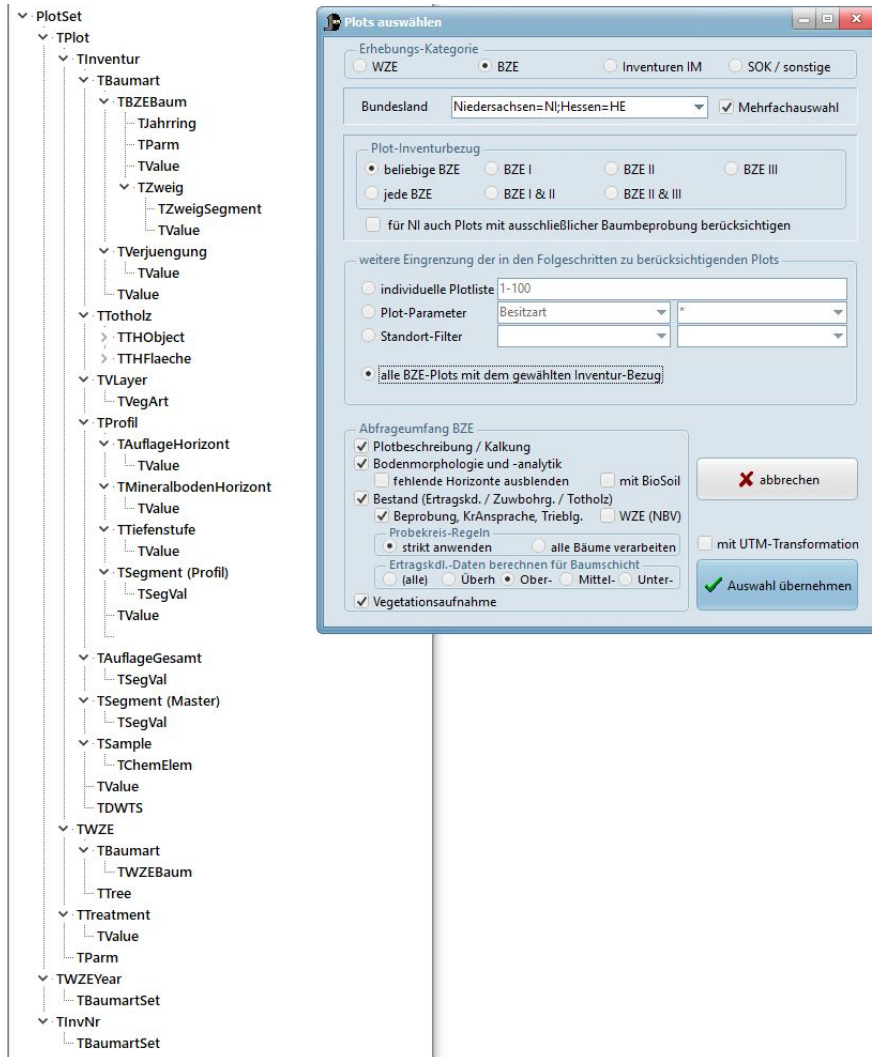 PlotSet
TPlot
TInventur
TBaumart
TBZEBaum
TJahrring
TParm
TValue
TZweig
TZweigSegment
TValue
TVerjuengung
TValue
TValue
TTotholz
TTHObject
TTHFlaeche
TVLayer
TVegArt
TProfil
TAuflageHorizont
TValue
TMineralbodenHorizont
TValue
TTiefenstufe
TValue
TSegment (Profil)
TSegVal
TValue
TAuflageGesamt
TSegVal
TSegment (Master)
TSegVal
TSample
TChemElem
TValue
TDWTS
TWZE
TBaumart
TWZEBaum
TTree
TTreatment
TValue
TParm
TWZEYear
TBaumartSet
TInvNr
TBaumartSet
Plots auswählen
Erhebungs-Kategorie
WZE BZE Inventuren IM SOK / sonstige
Bundesland Niedersachsen=NI;Hessen=HE Mehrfachauswahl
Plot-Inventurbezug
beliebige BZE BZE I BZE II BZE III
jede BZE BZE I & II BZE II & III
für NI auch Plots mit ausschließlicher Baumbeprobung berücksichtigen
weitere Eingrenzung der in den Folgeschritten zu berücksichtigenden Plots
individuelle Plotliste 1-100
Plot-Parameter Besitzart *
Standort-Filter
alle BZE-Plots mit dem gewählten Inventur-Bezug
Abfrageumfang BZE
Plotbeschreibung / Kalkung
Bodenmorphologie und -analytik
fehlende Horizonte ausblenden mit BioSoil
Bestand (Ertragskd. / Zuwbohrg. / Totholz)
Beprobung, KrAnsprache, Trieblg. WZE (NBV)
Probekreis-Regeln
strikt anwenden alle Bäume verarbeiten
Ertragskdl.-Daten berechnen für Baumschicht
(alle) Überh Ober- Mittel- Unter-
Vegetationsaufnahme
abbrechen
mit UTM-Transformation
Auswahl übernehmen